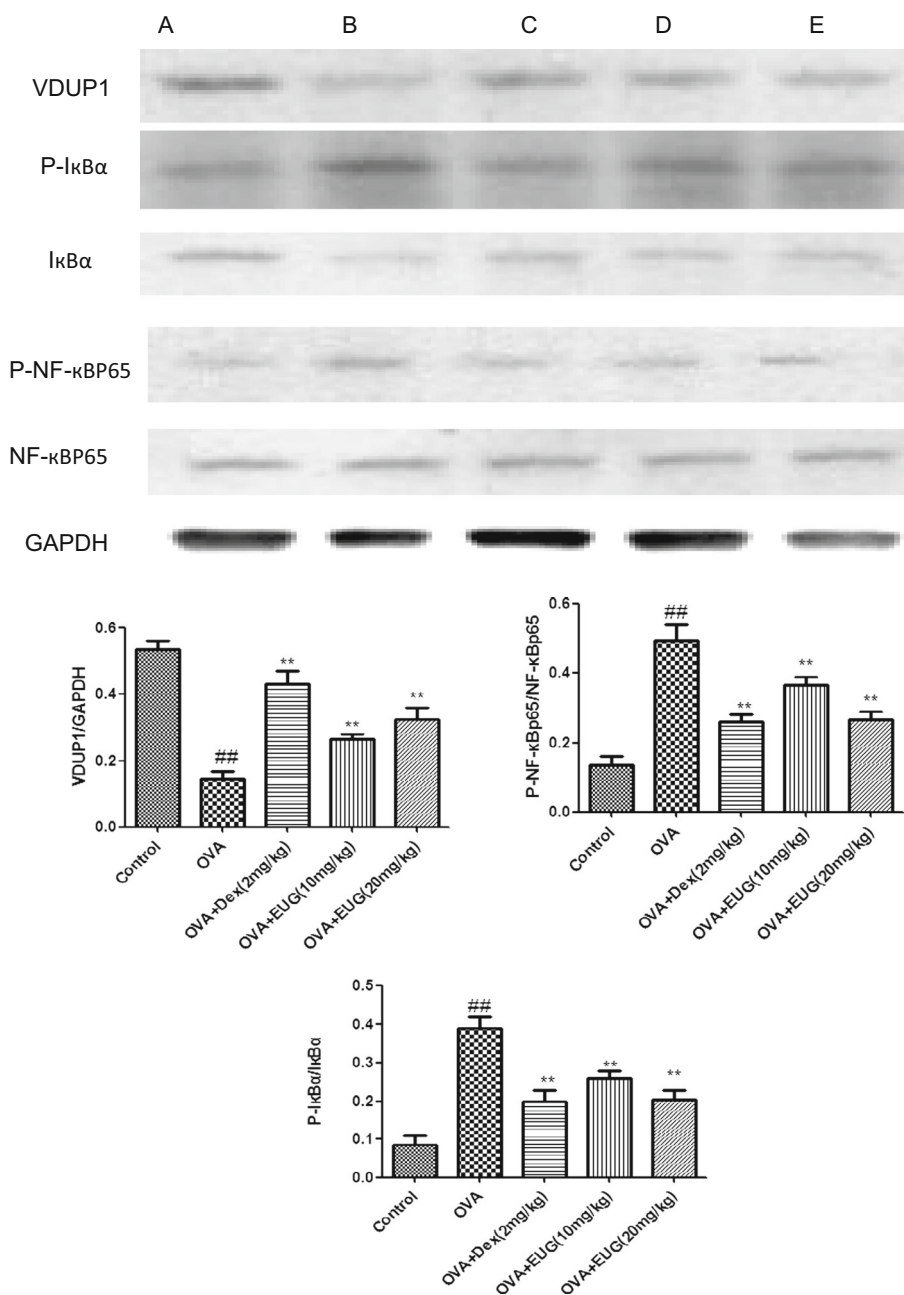 A B C D E
VDUP1
P-IκBα
IκBα
P-NF-κBP65
NF-κBP65
GAPDH
VDUP1/GAPDH
0.6
0.4
0.2
0.0
##
**
**
**
Control
OVA
OVA+Dex(2mg/kg)
OVA+EUG(10mg/kg)
OVA+EUG(20mg/kg)
P-NF-κBp65/NF-κBp65
0.6
0.4
0.2
0.0
##
**
**
**
Control
OVA
OVA+Dex(2mg/kg)
OVA+EUG(10mg/kg)
OVA+EUG(20mg/kg)
P-IκBα/IκBα
0.5
0.4
0.3
0.2
0.1
0.0
##
**
**
**
Control
OVA
OVA+Dex(2mg/kg)
OVA+EUG(10mg/kg)
OVA+EUG(20mg/kg)